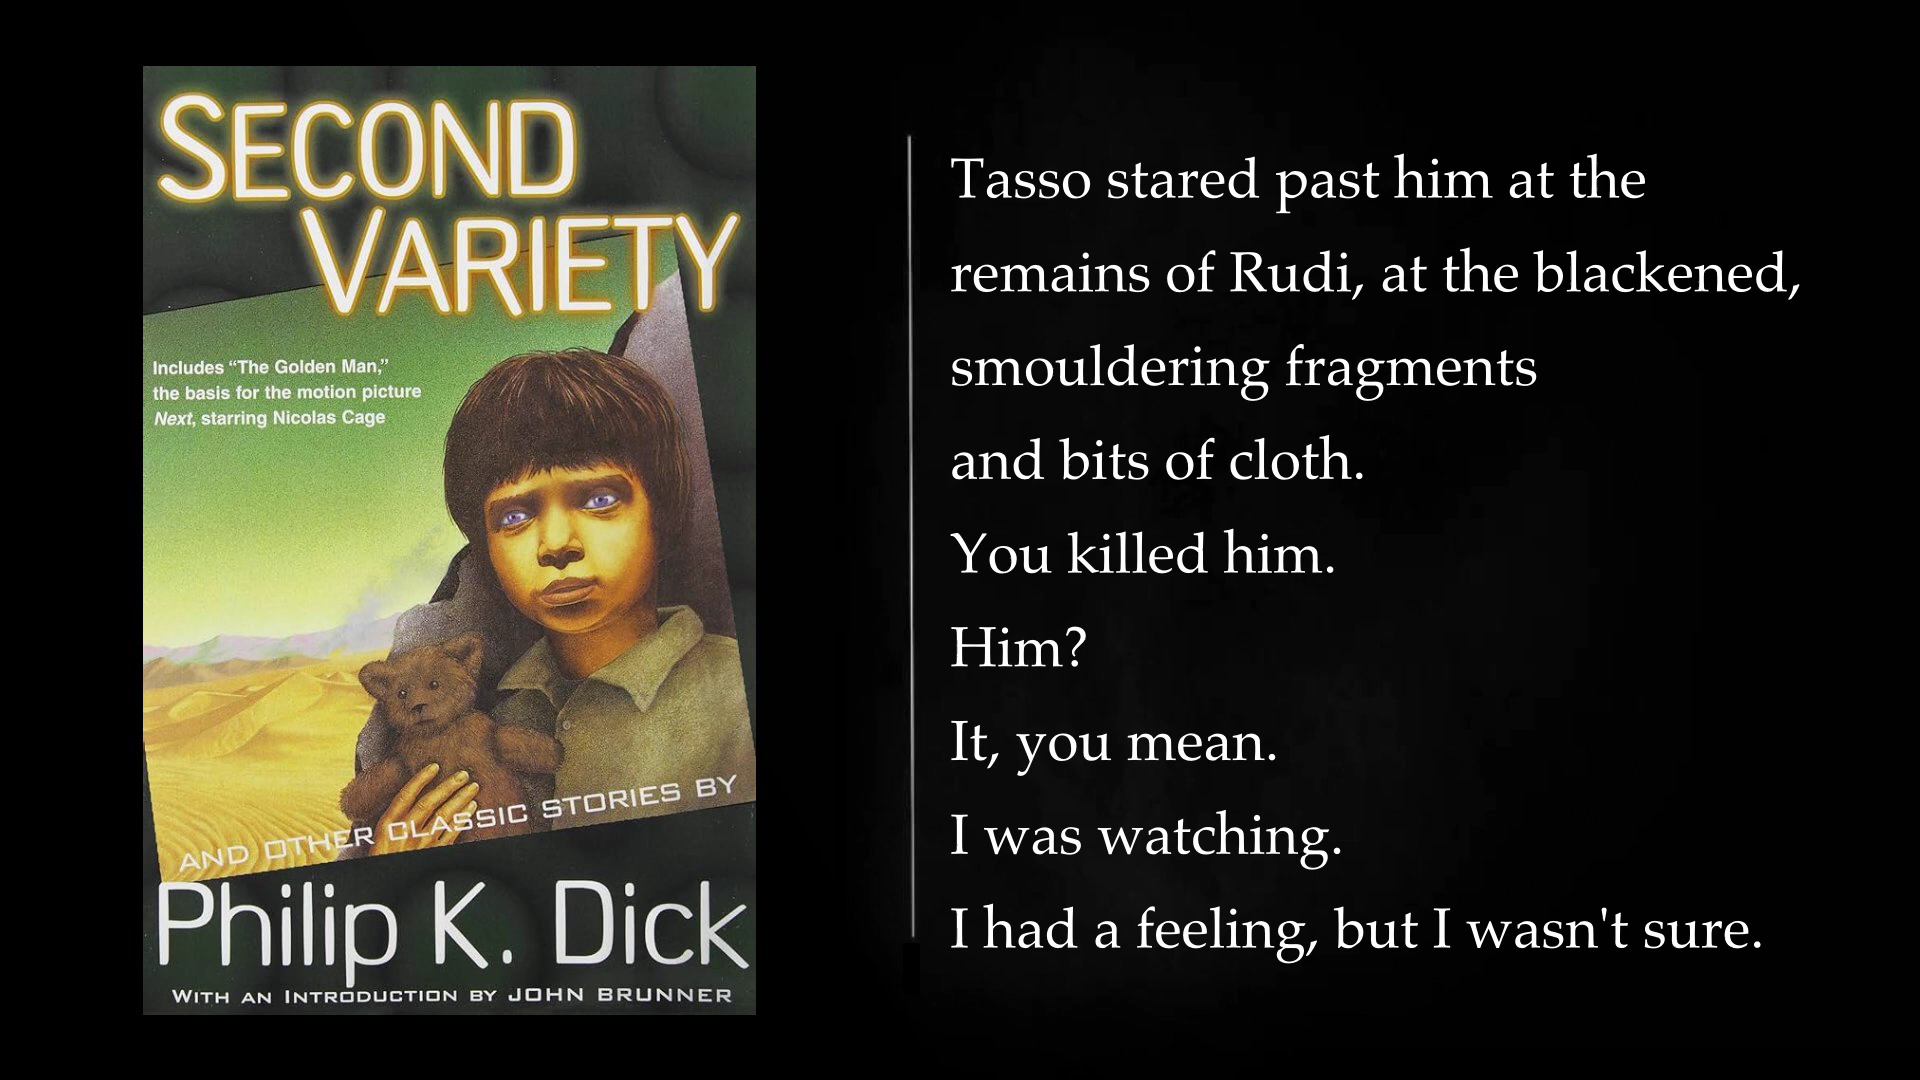 SECOND
VARIETY
Includes “The Golden Man,”
the basis for the motion picture
Next, starring Nicolas Cage
AND OTHER CLASSIC STORIES BY
Philip K. Dick
WITH AN INTRODUCTION BY JOHN BRUNNER
Tasso stared past him at the
remains of Rudi, at the blackened,
smouldering fragments
and bits of cloth.
You killed him.
Him?
It, you mean.
I was watching.
I had a feeling, but I wasn't sure.